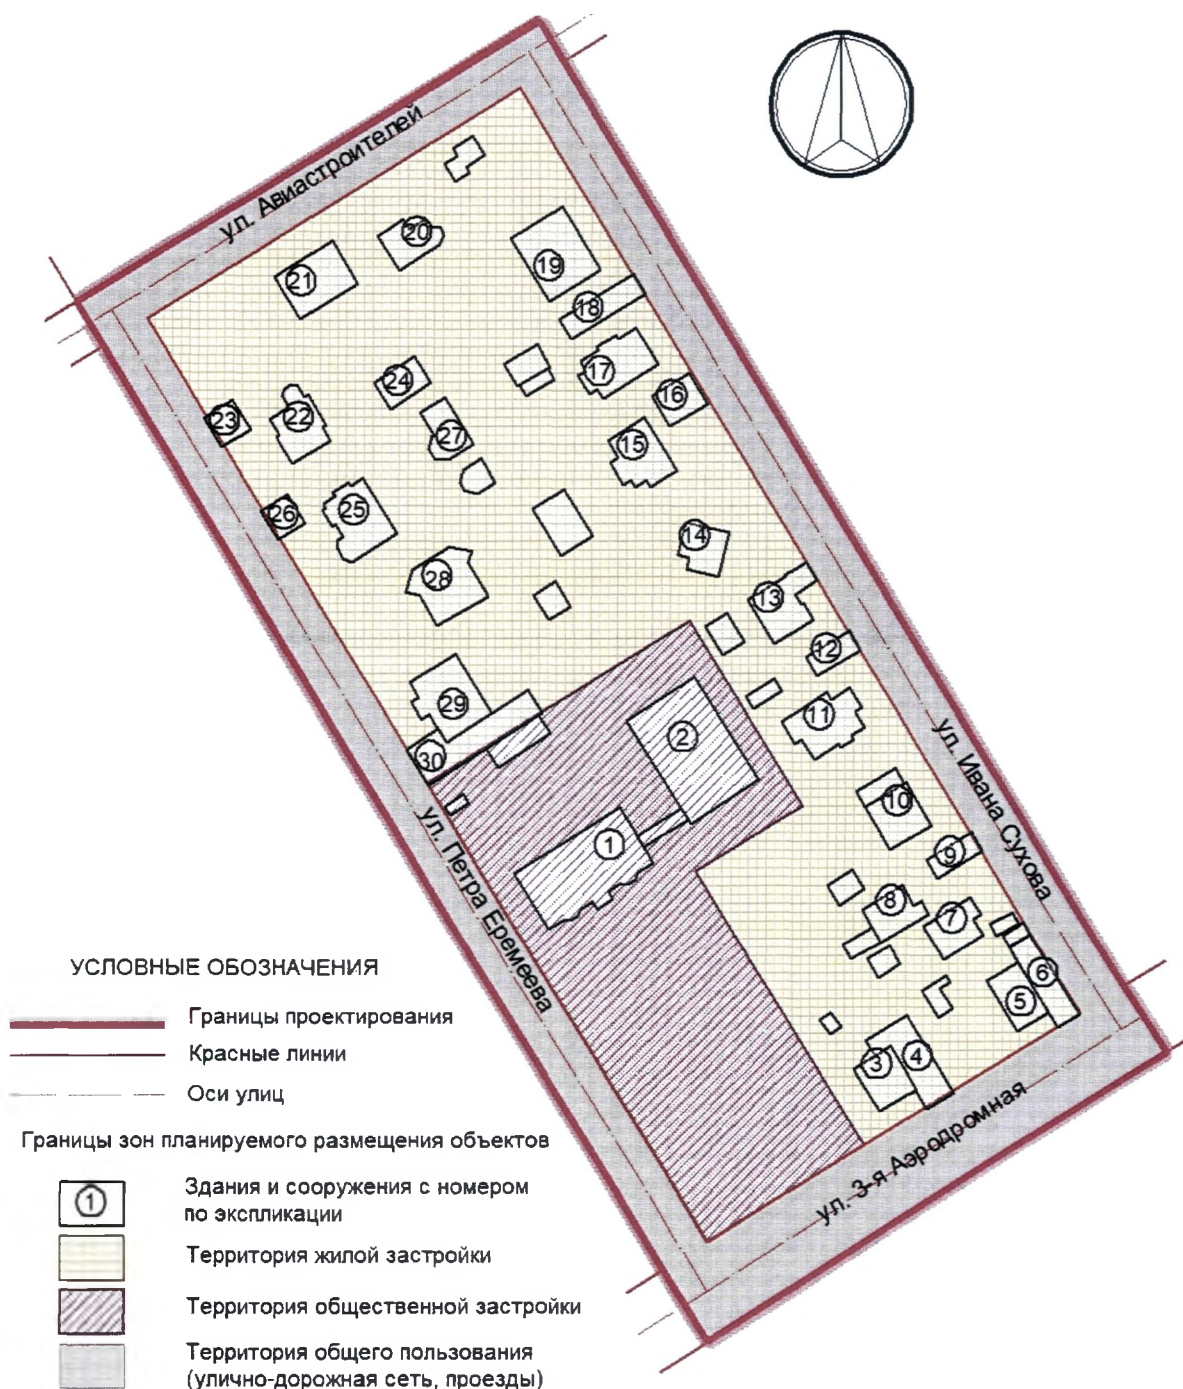 ул. Авиастроителей
20
19
21
18
17
24
16
23
22
27
15
26
25
14
28
13
12
29
11
2
30
ул. Ивана Сухова
10
1
9
ул. Петра Еремеева
8
7
6
5
3
4
ул. 3-я Аэродромная
УСЛОВНЫЕ ОБОЗНАЧЕНИЯ
Границы проектирования
Красные линии
Оси улиц
Границы зон планируемого размещения объектов
1
Здания и сооружения с номером
по экспликации
Территория жилой застройки
Территория общественной застройки
Территория общего пользования
(улично-дорожная сеть, проезды)